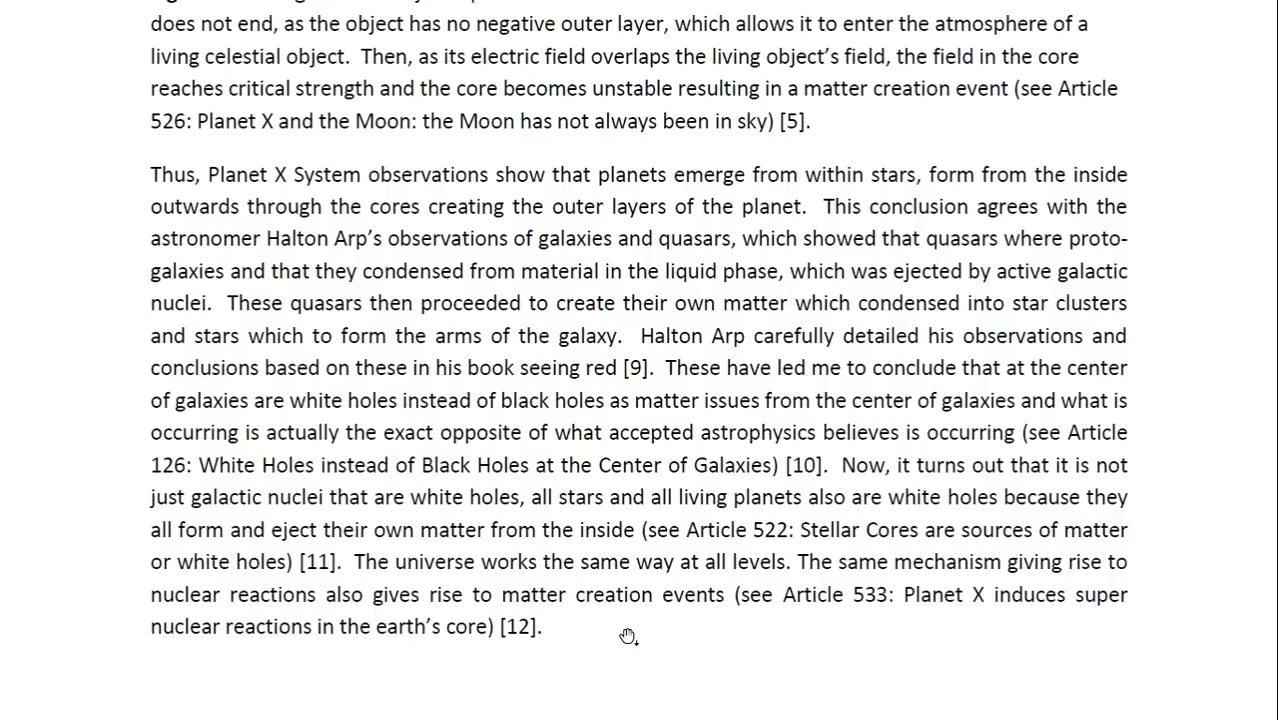 does not end, as the object has no negative outer layer, which allows it to enter the atmosphere of a
living celestial object.  Then, as its electric field overlaps the living object's field, the field in the core
reaches critical strength and the core becomes unstable resulting in a matter creation event (see Article
526: Planet X and the Moon: the Moon has not always been in sky) [5].
Thus, Planet X System observations show that planets emerge from within stars, form from the inside
outwards through the cores creating the outer layers of the planet.  This conclusion agrees with the
astronomer Halton Arp's observations of galaxies and quasars, which showed that quasars where proto-
galaxies and that they condensed from material in the liquid phase, which was ejected by active galactic
nuclei.  These quasars then proceeded to create their own matter which condensed into star clusters
and stars which to form the arms of the galaxy.  Halton Arp carefully detailed his observations and
conclusions based on these in his book seeing red [9].  These have led me to conclude that at the center
of galaxies are white holes instead of black holes as matter issues from the center of galaxies and what is
occurring is actually the exact opposite of what accepted astrophysics believes is occurring (see Article
126: White Holes instead of Black Holes at the Center of Galaxies) [10].  Now, it turns out that it is not
just galactic nuclei that are white holes, all stars and all living planets also are white holes because they
all form and eject their own matter from the inside (see Article 522: Stellar Cores are sources of matter
or white holes) [11].  The universe works the same way at all levels. The same mechanism giving rise to
nuclear reactions also gives rise to matter creation events (see Article 533: Planet X induces super
nuclear reactions in the earth's core) [12].